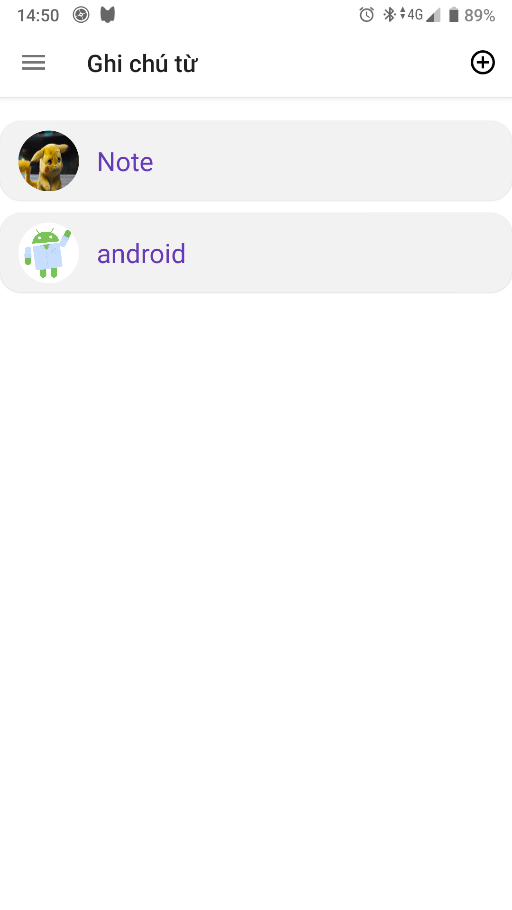 14:50 4G 89%
Ghi chú từ
Note
android